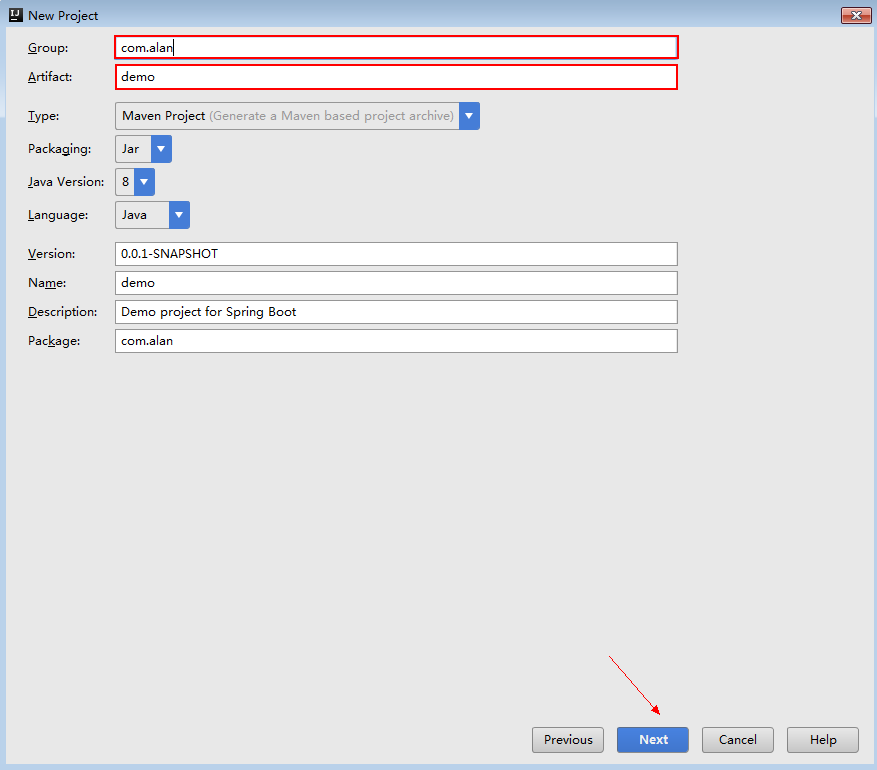 New Project
Group: com.alan
Artifact: demo
Type: Maven Project (Generate a Maven based project archive)
Packaging: Jar
Java Version: 8
Language: Java
Version: 0.0.1-SNAPSHOT
Name: demo
Description: Demo project for Spring Boot
Package: com.alan
Previous Next Cancel Help